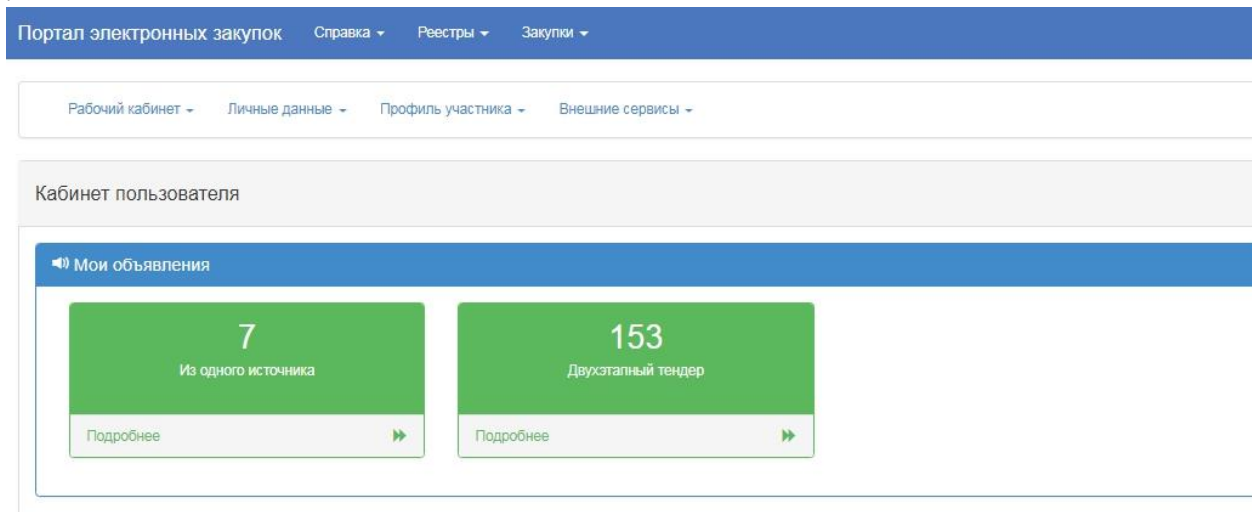 Портал электронных закупок Справка Реестры Закупки
Рабочий кабинет Личные данные Профиль участника Внешние сервисы
Кабинет пользователя
Мои объявления
7
Из одного источника
Подробнее
153
Двухэтапный тендер
Подробнее